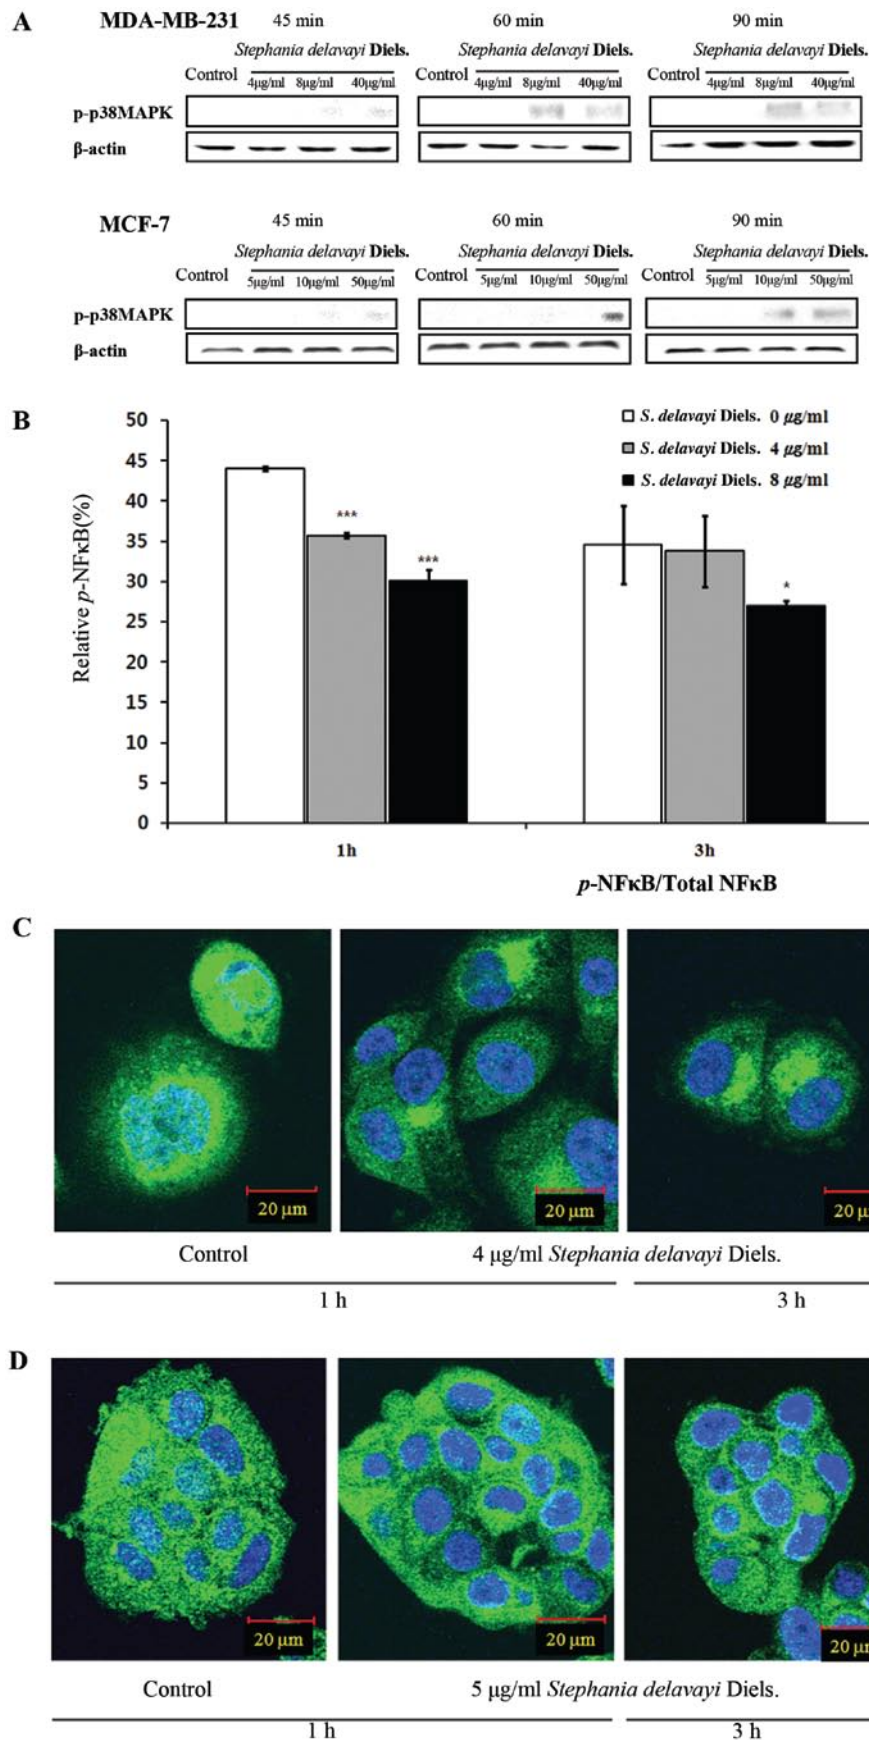 A MDA-MB-231 45 min 60 min 90 min
Stephania delavayi Diels. Stephania delavayi Diels. Stephania delavayi Diels.
Control 4µg/ml 8µg/ml 40µg/ml Control 4µg/ml 8µg/ml 40µg/ml Control 4µg/ml 8µg/ml 40µg/ml
p-p38MAPK
β-actin
MCF-7 45 min 60 min 90 min
Stephania delavayi Diels. Stephania delavayi Diels. Stephania delavayi Diels.
Control 5µg/ml 10µg/ml 50µg/ml Control 5µg/ml 10µg/ml 50µg/ml Control 5µg/ml 10µg/ml 50µg/ml
p-p38MAPK
β-actin
B
Relative p-NFκB(%)
50
45
40
35
30
25
20
15
10
5
0
S. delavayi Diels. 0 µg/ml
S. delavayi Diels. 4 µg/ml
S. delavayi Diels. 8 µg/ml
***
***
*
1h 3h
p-NFκB/Total NFκB
C
20 µm 20 µm 20 µ
Control 4 µg/ml Stephania delavayi Diels.
1 h 3 h
D
20 µm 20 µm 20 µ
Control 5 µg/ml Stephania delavayi Diels.
1 h 3 h